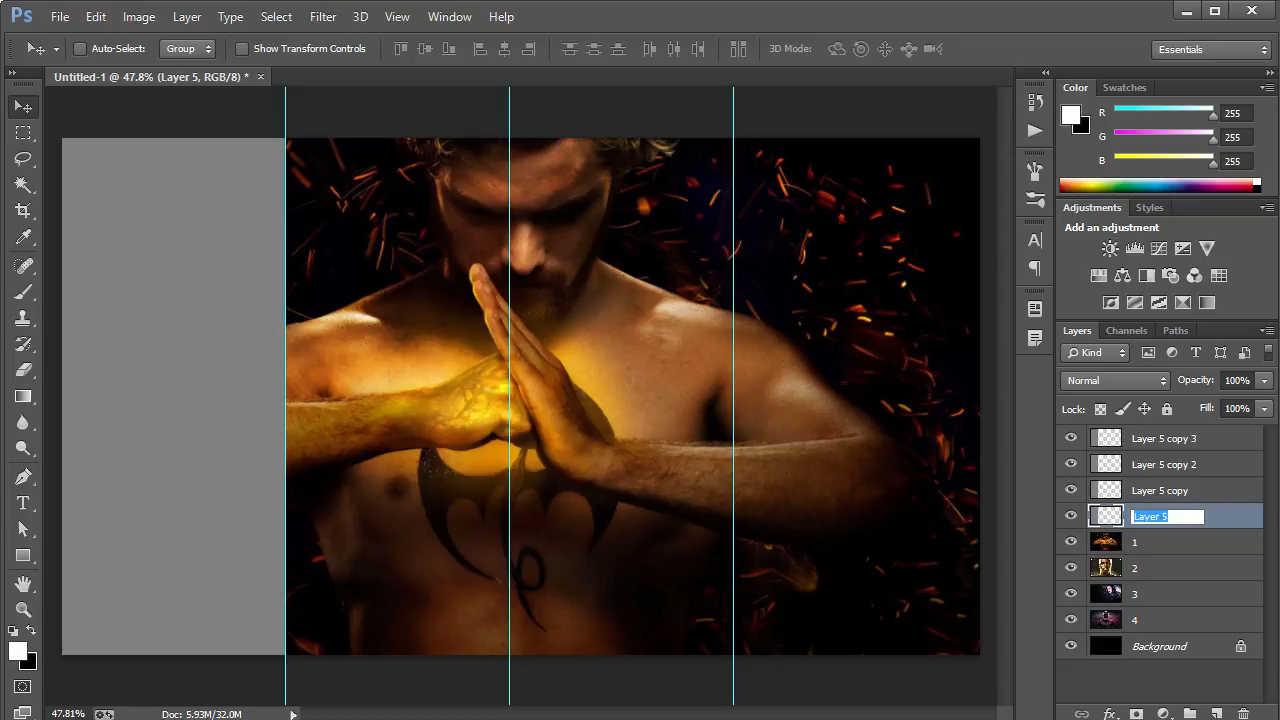 Ps File Edit Image Layer Type Select Filter 3D View Window Help
Auto-Select: Group Show Transform Controls 3D Mode: Essentials
Untitled-1 @ 47.8% (Layer 5, RGB/8) * ×
Color Swatches
R 255
G 255
B 255
Adjustments Styles
Add an adjustment
Layers Channels Paths
Kind
Normal Opacity: 100%
Lock: Fill: 100%
Layer 5 copy 3
Layer 5 copy 2
Layer 5 copy
Layer 5
1
2
3
4
Background
47.81% Doc: 5.93M/32.0M